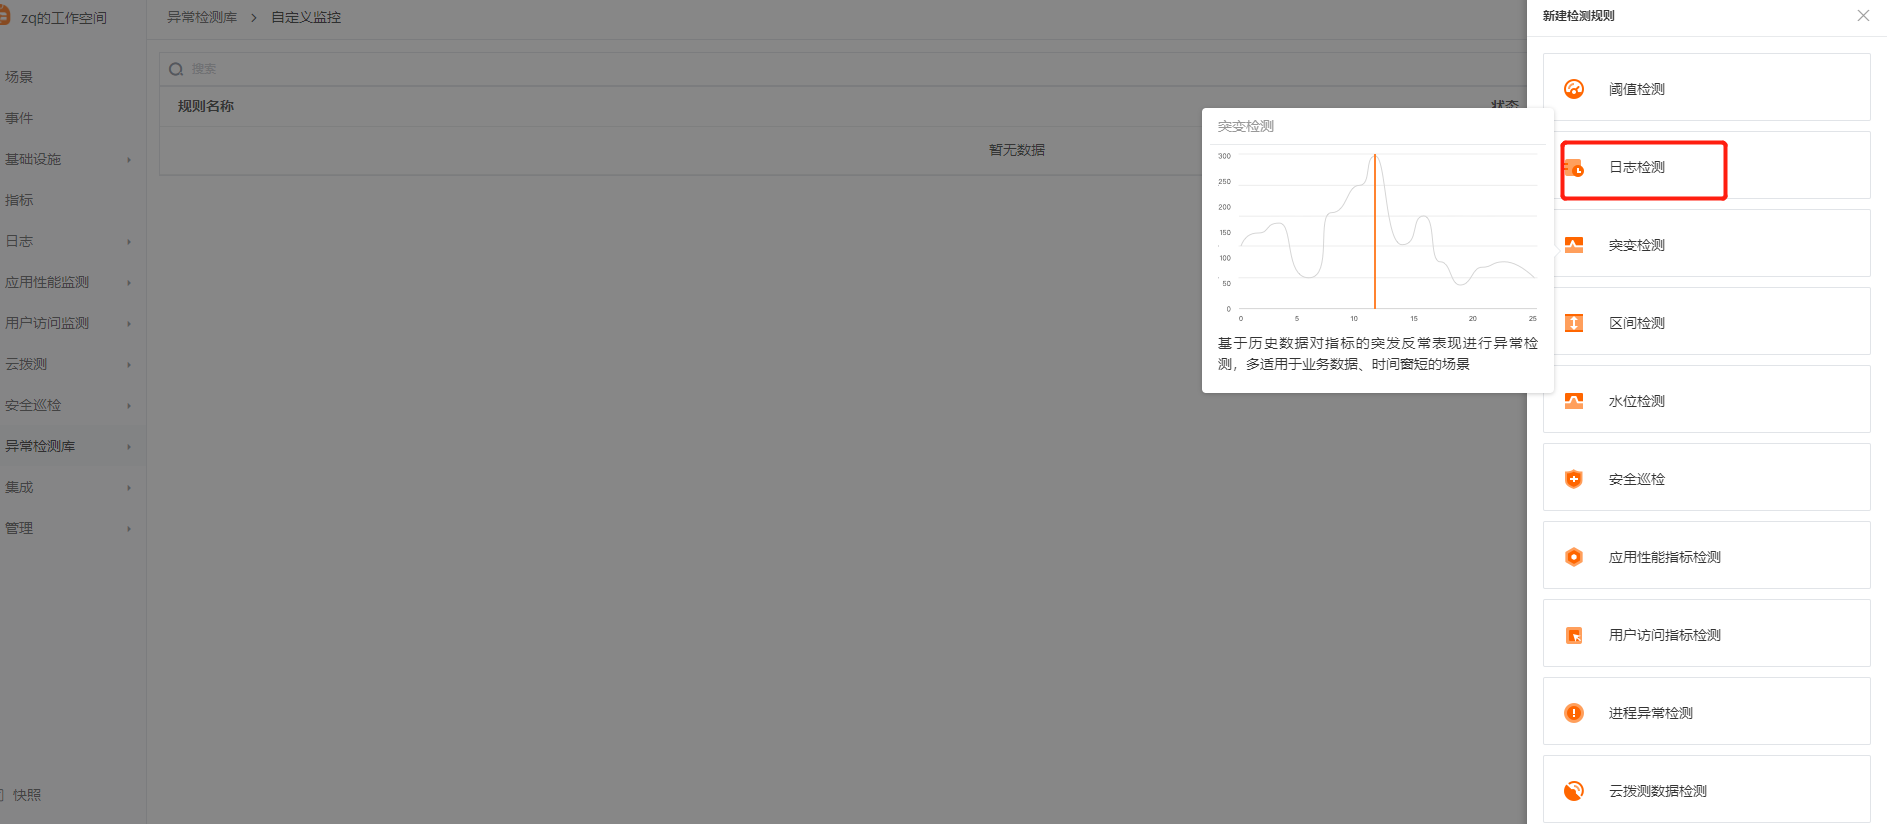 zq的工作空间
场景
事件
基础设施
指标
日志
应用性能监测
用户访问监测
云拨测
安全巡检
异常检测库
集成
管理
快照
异常检测库 > 自定义监控
搜索
规则名称
状态
暂无数据
突变检测
300
250
200
150
100
50
0
0 5 10 15 20 25
基于历史数据对指标的突发反常表现进行异常检
测，多适用于业务数据、时间窗短的场景
新建检测规则
阈值检测
日志检测
突变检测
区间检测
水位检测
安全巡检
应用性能指标检测
用户访问指标检测
进程异常检测
云拨测数据检测